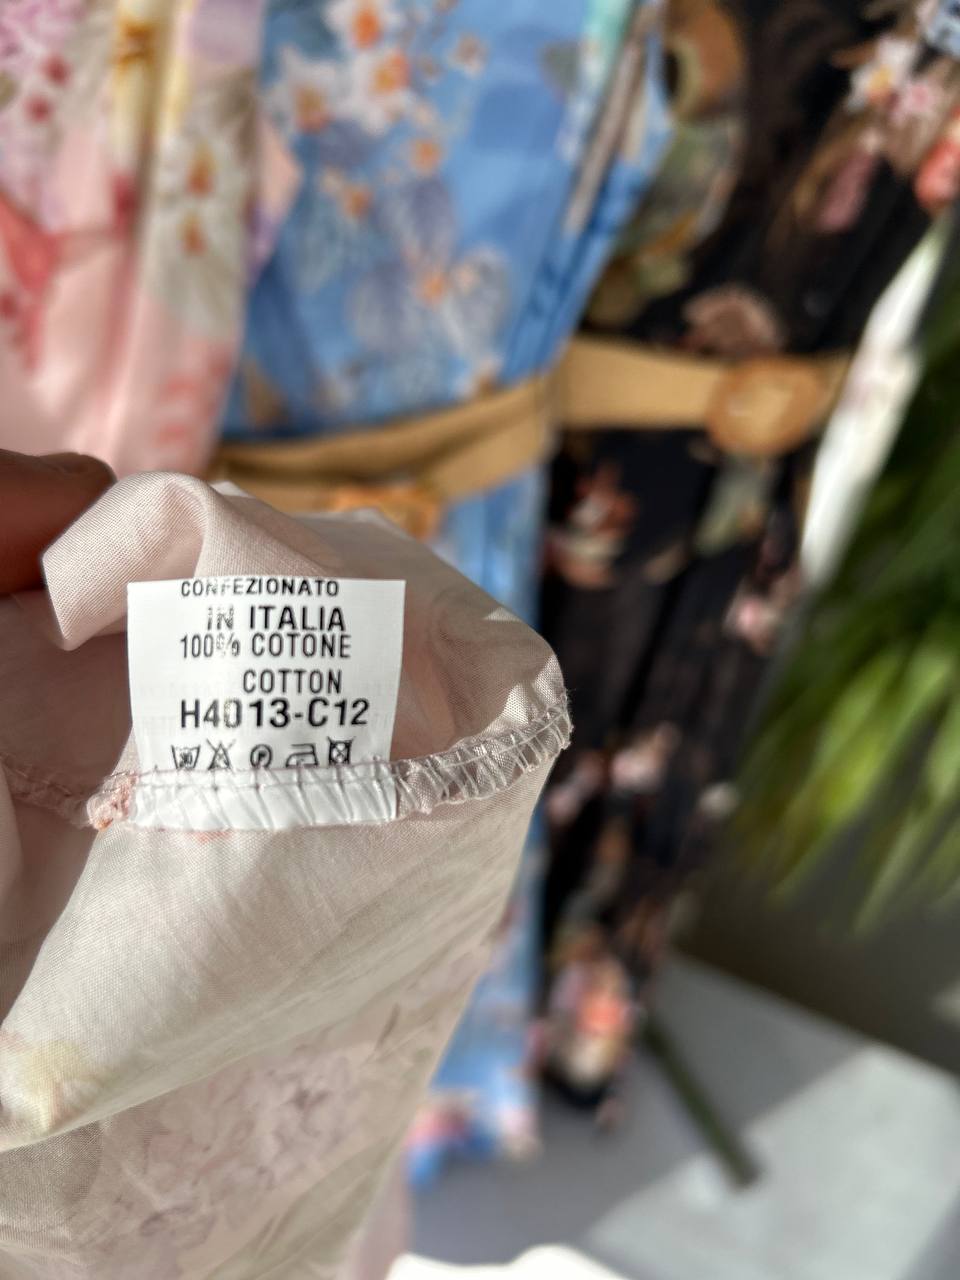 CONFEZIONATO
IN ITALIA
100% COTONE
COTTON
H4013-C12